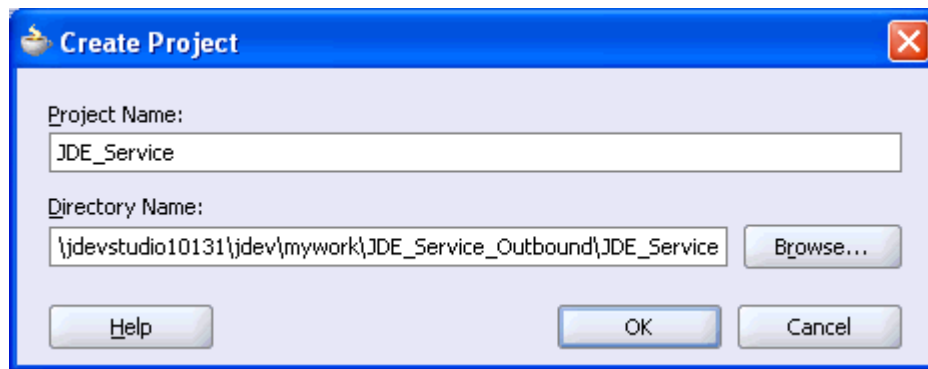 Create Project
Project Name:
JDE_Service
Directory Name:
\jdevstudio10131\jdev\mywork\JDE_Service_Outbound\JDE_Service
Browse...
Help
OK
Cancel